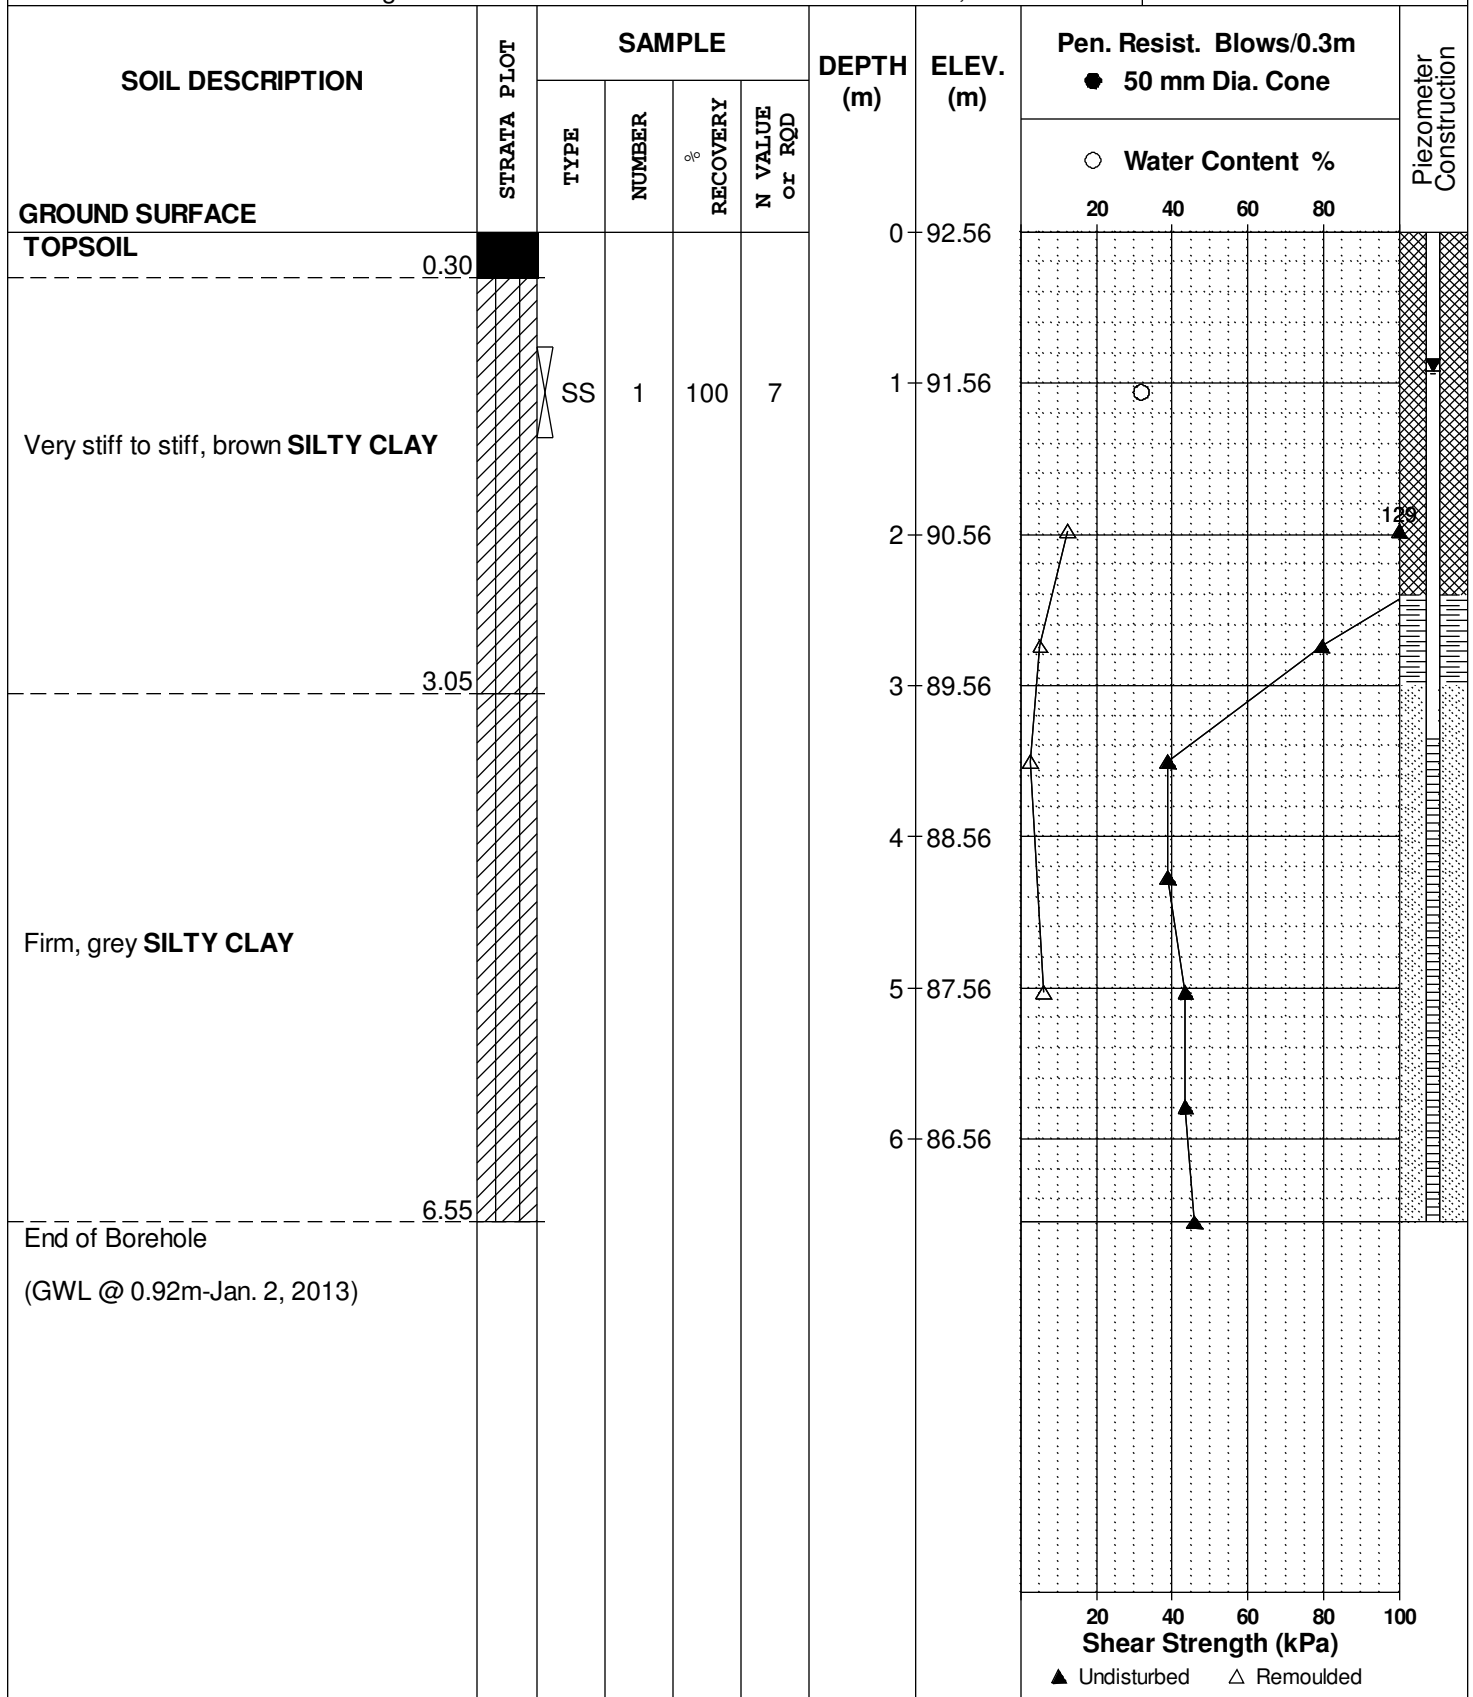 SOIL DESCRIPTION
GROUND SURFACE
STRATA PLOT
SAMPLE
TYPE
NUMBER
%
RECOVERY
N VALUE
or RQD
DEPTH
(m)
ELEV.
(m)
Pen. Resist. Blows/0.3m
● 50 mm Dia. Cone
○ Water Content %
20 40 60 80
Piezometer
Construction
TOPSOIL
0.30
0 92.56
SS 1 100 7
1 91.56
Very stiff to stiff, brown SILTY CLAY
129
2 90.56
3.05
3 89.56
4 88.56
Firm, grey SILTY CLAY
5 87.56
6 86.56
6.55
End of Borehole
(GWL @ 0.92m-Jan. 2, 2013)
20 40 60 80 100
Shear Strength (kPa)
▲ Undisturbed △ Remoulded